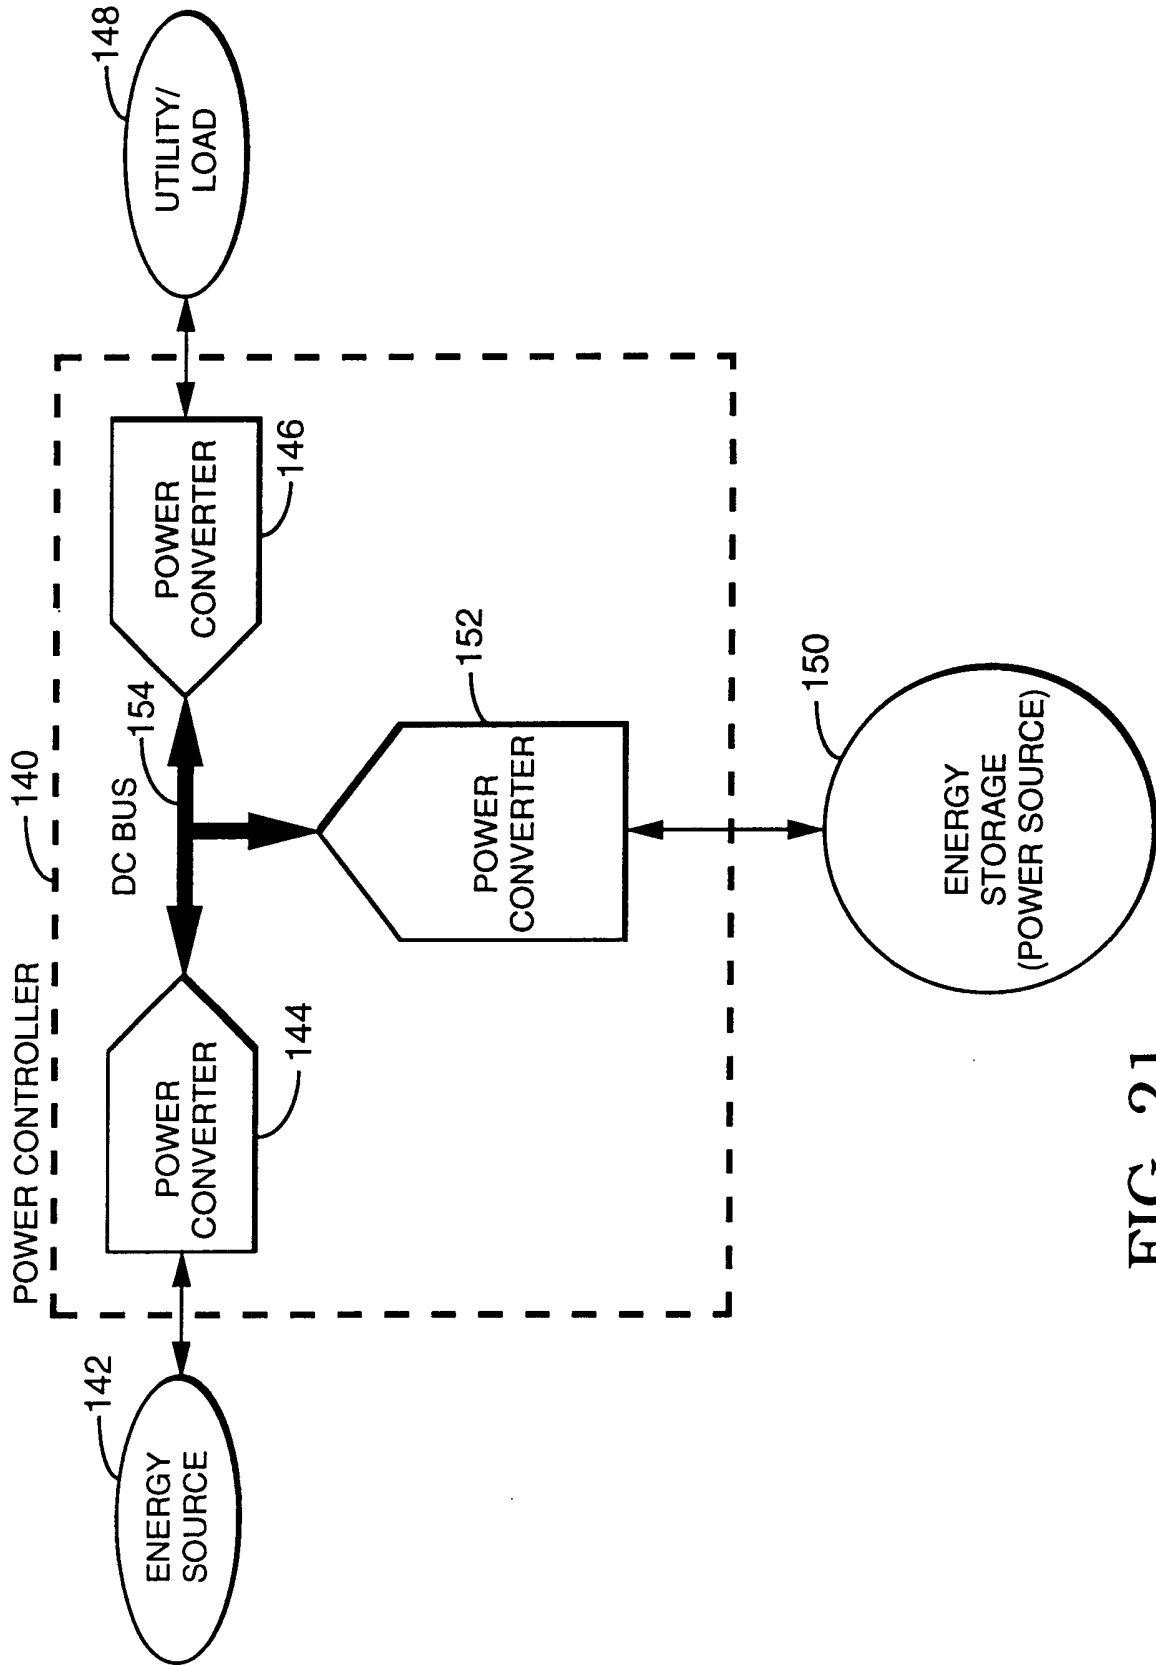 POWER CONTROLLER
140
142
ENERGY
SOURCE
POWER
CONVERTER
144
DC BUS
154
POWER
CONVERTER
146
148
UTILITY/
LOAD
POWER
CONVERTER
152
150
ENERGY
STORAGE
(POWER SOURCE)
FIG. 21